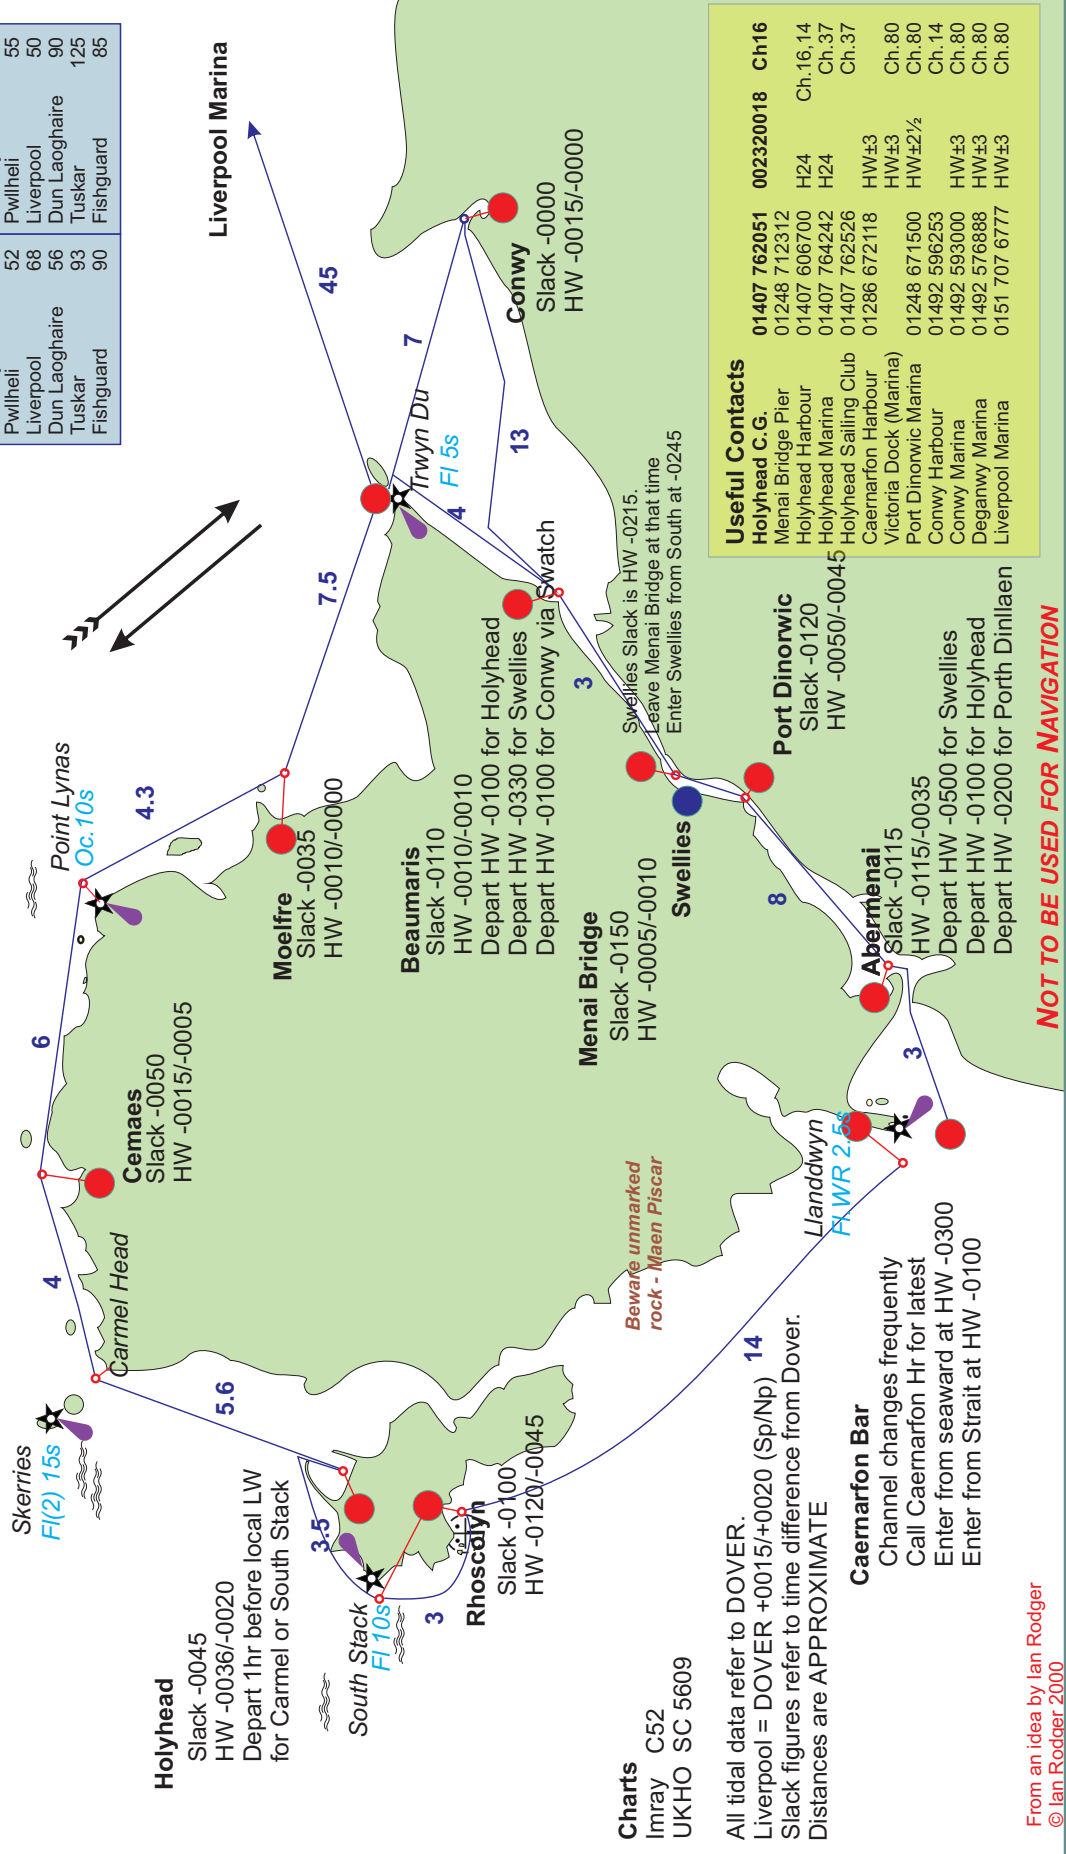 Pwllheli 52
Liverpool 68
Dun Laoghaire 56
Tuskar 93
Fishguard 90
Pwllheli 55
Liverpool 50
Dun Laoghaire 90
Tuskar 125
Fishguard 85
Liverpool Marina
45
7
Conwy
Slack -0000
HW -0015/-0000
13
Trwyn Du
Fl 5s
4
7.5
Point Lynas
Oc.10s
4.3
6
Moelfre
Slack -0035
HW -0010/-0000
Cemaes
Slack -0050
HW -0015/-0005
4
Carmel Head
Skerries
Fl(2) 15s
5.6
Holyhead
Slack -0045
HW -0036/-0020
Depart 1hr before local LW
for Carmel or South Stack
3.5
South Stack
Fl 10s
3
Rhoscolyn
Slack -0100
HW -0120/-0045
Beaumaris
Slack -0110
HW -0010/-0010
Depart HW -0100 for Holyhead
Depart HW -0330 for Swellies
Depart HW -0100 for Conwy via Swatch
3
Swellies Slack is HW -0215.
Leave Menai Bridge at that time
Enter Swellies from South at -0245
Menai Bridge
Slack -0150
HW -0005/-0010
Swellies
Port Dinorwic
Slack -0120
HW -0050/-0045
8
Abermenai
Slack -0115
HW -0115/-0035
Depart HW -0500 for Swellies
Depart HW -0100 for Holyhead
Depart HW -0200 for Porth Dinllaen
3
Beware unmarked
rock - Maen Piscar
Llanddwyn
Fl.WR 2.5s
14
Caernarfon Bar
Channel changes frequently
Call Caernarfon Hr for latest
Enter from seaward at HW -0300
Enter from Strait at HW -0100
Charts
Imray C52
UKHO SC 5609
All tidal data refer to DOVER.
Liverpool = DOVER +0015/+0020 (Sp/Np)
Slack figures refer to time difference from Dover.
Distances are APPROXIMATE
Useful Contacts
Holyhead C.G. 01407 762051 002320018 Ch16
Menai Bridge Pier 01248 712312
Holyhead Harbour 01407 606700 H24 Ch.16,14
Holyhead Marina 01407 764242 H24 Ch.37
Holyhead Sailing Club 01407 762526 Ch.37
Caernarfon Harbour 01286 672118 HW±3
Victoria Dock (Marina) HW±3 Ch.80
Port Dinorwic Marina 01248 671500 HW±2½ Ch.80
Conwy Harbour 01492 596253 Ch.14
Conwy Marina 01492 593000 HW±3 Ch.80
Deganwy Marina 01492 576888 HW±3 Ch.80
Liverpool Marina 0151 707 6777 HW±3 Ch.80
NOT TO BE USED FOR NAVIGATION
From an idea by Ian Rodger
© Ian Rodger 2000